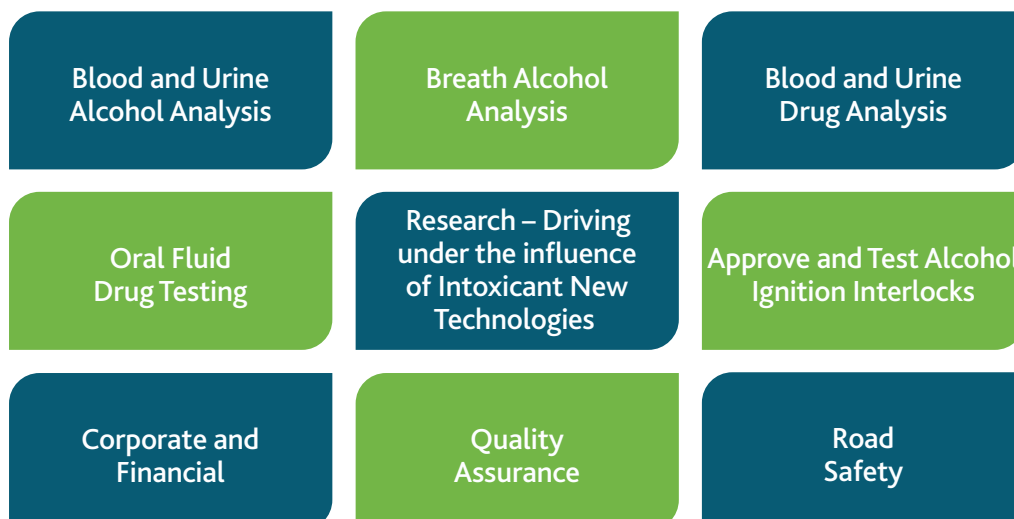 Blood and Urine
Alcohol Analysis
Breath Alcohol
Analysis
Blood and Urine
Drug Analysis
Oral Fluid
Drug Testing
Research – Driving
under the influence
of Intoxicant New
Technologies
Approve and Test Alcohol
Ignition Interlocks
Corporate and
Financial
Quality
Assurance
Road
Safety